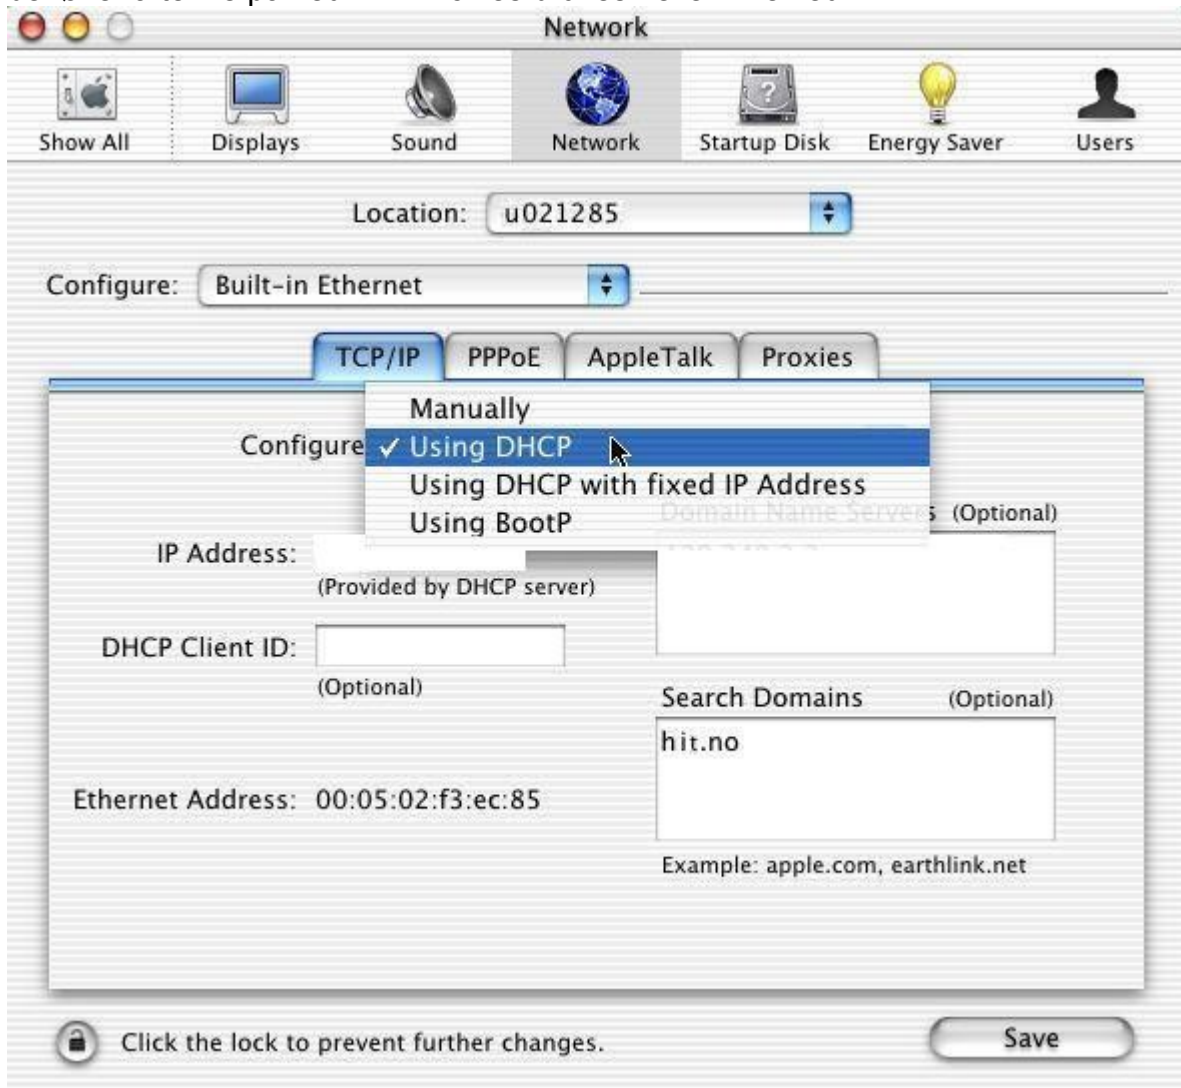 Network
Show All
Displays
Sound
Network
Startup Disk
Energy Saver
Users
Location: u021285
Configure: Built-in Ethernet
TCP/IP
PPPoE
AppleTalk
Proxies
Manually
Configure ✓ Using DHCP
Using DHCP with fixed IP Address
Using BootP
Domain Name Servers (Optional)
IP Address:
(Provided by DHCP server)
DHCP Client ID:
(Optional)
Search Domains (Optional)
hit.no
Ethernet Address: 00:05:02:f3:ec:85
Example: apple.com, earthlink.net
Click the lock to prevent further changes.
Save